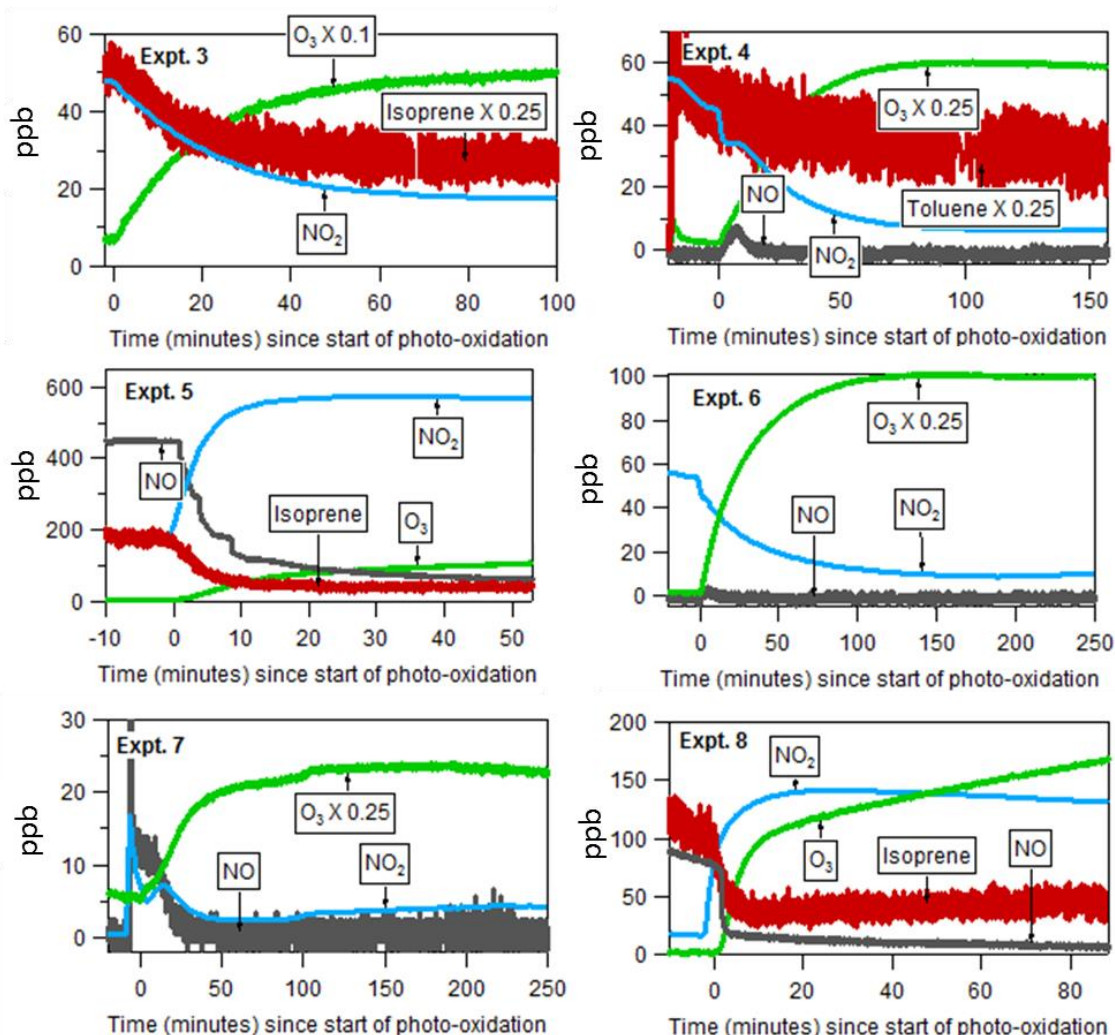 Expt. 3
O3 X 0.1
Isoprene X 0.25
NO2
ppb
60
40
20
0
0 20 40 60 80 100
Time (minutes) since start of photo-oxidation
Expt. 4
O3 X 0.25
NO
Toluene X 0.25
NO2
ppb
60
40
20
0
0 50 100 150
Time (minutes) since start of photo-oxidation
Expt. 5
NO2
NO
Isoprene
O3
ppb
600
400
200
0
-10 0 10 20 30 40 50
Time (minutes) since start of photo-oxidation
Expt. 6
O3 X 0.25
NO
NO2
ppb
100
80
60
40
20
0
0 50 100 150 200 250
Time (minutes) since start of photo-oxidation
Expt. 7
O3 X 0.25
NO
NO2
ppb
30
20
10
0
0 50 100 150 200 250
Time (minutes) since start of photo-oxidation
Expt. 8
NO2
O3
Isoprene
NO
ppb
200
150
100
50
0
0 20 40 60 80
Time (minutes) since start of photo-oxidation